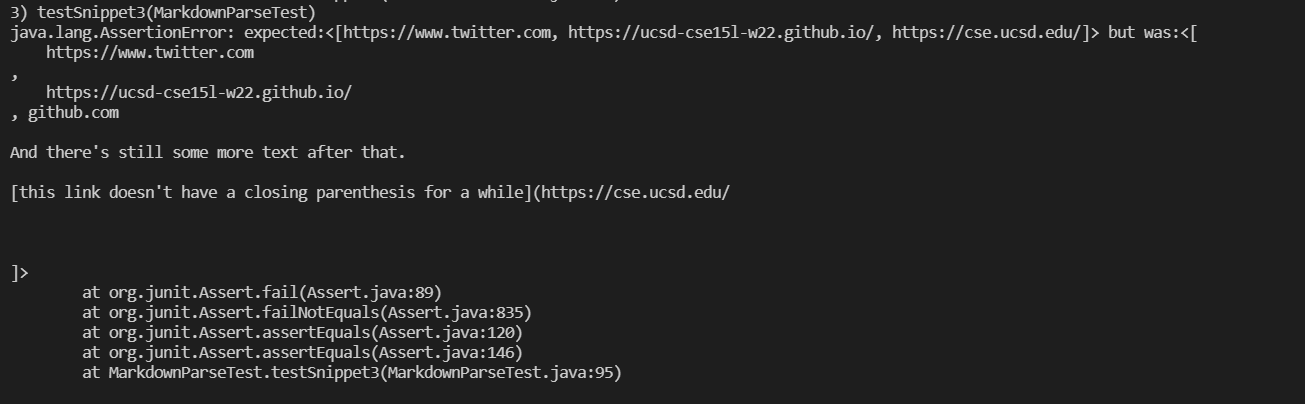 3) testSnippet3(MarkdownParseTest)
java.lang.AssertionError: expected:<[https://www.twitter.com, https://ucsd-cse15l-w22.github.io/, https://cse.ucsd.edu/]> but was:<[
    https://www.twitter.com
,
    https://ucsd-cse15l-w22.github.io/
, github.com

And there's still some more text after that.

[this link doesn't have a closing parenthesis for a while](https://cse.ucsd.edu/



]>
        at org.junit.Assert.fail(Assert.java:89)
        at org.junit.Assert.failNotEquals(Assert.java:835)
        at org.junit.Assert.assertEquals(Assert.java:120)
        at org.junit.Assert.assertEquals(Assert.java:146)
        at MarkdownParseTest.testSnippet3(MarkdownParseTest.java:95)